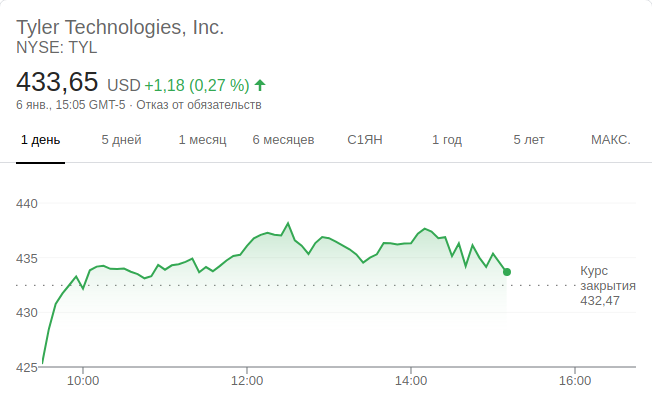 Tyler Technologies, Inc.
NYSE: TYL
433,65 USD +1,18 (0,27 %)
6 янв., 15:05 GMT-5 · Отказ от обязательств
1 день 5 дней 1 месяц 6 месяцев С1ЯН 1 год 5 лет МАКС.
440
435
430
425
Курс
закрытия
432,47
10:00 12:00 14:00 16:00